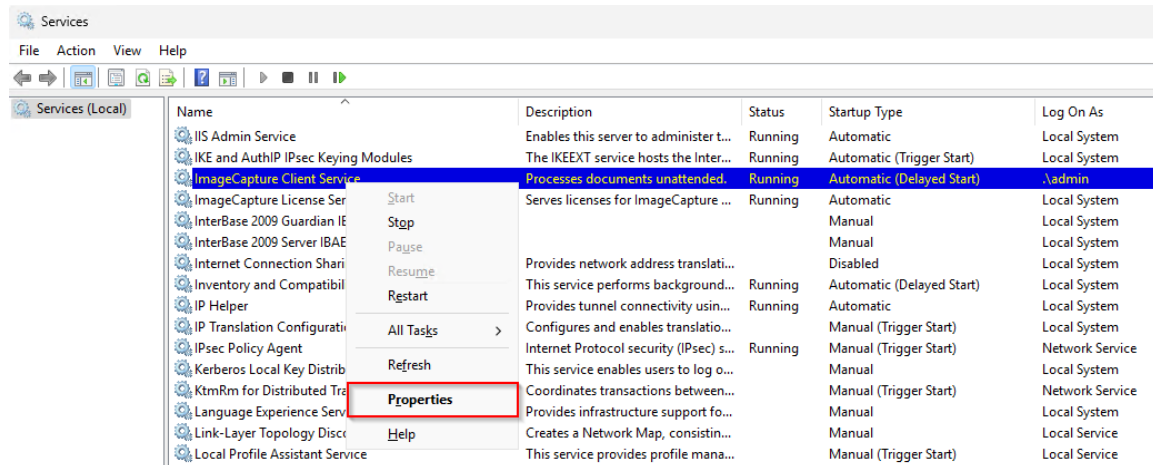 Services
File Action View Help
Services (Local)
Name Description Status Startup Type Log On As
IIS Admin Service Enables this server to administer t... Running Automatic Local System
IKE and AuthIP IPsec Keying Modules The IKEEXT service hosts the Inter... Running Automatic (Trigger Start) Local System
ImageCapture Client Service Processes documents unattended. Running Automatic (Delayed Start) .\admin
ImageCapture License Ser Start Serves licenses for ImageCapture ... Running Automatic Local System
InterBase 2009 Guardian IE Stop Manual Local System
InterBase 2009 Server IBAE Pause Manual Local System
Internet Connection Shari Resume Provides network address translati... Disabled Local System
Inventory and Compatibil Restart This service performs background... Running Automatic (Delayed Start) Local System
IP Helper Provides tunnel connectivity usin... Running Automatic Local System
IP Translation Configurati All Tasks > Configures and enables translatio... Manual (Trigger Start) Local System
IPsec Policy Agent Internet Protocol security (IPsec) s... Running Manual (Trigger Start) Network Service
Kerberos Local Key Distrib Refresh This service enables users to log o... Manual (Trigger Start) Local System
KtmRm for Distributed Tra Properties Coordinates transactions between... Manual (Trigger Start) Network Service
Language Experience Serv Provides infrastructure support fo... Manual Local System
Link-Layer Topology Disco Help Creates a Network Map, consistin... Manual Local Service
Local Profile Assistant Service This service provides profile mana... Manual (Trigger Start) Local Service